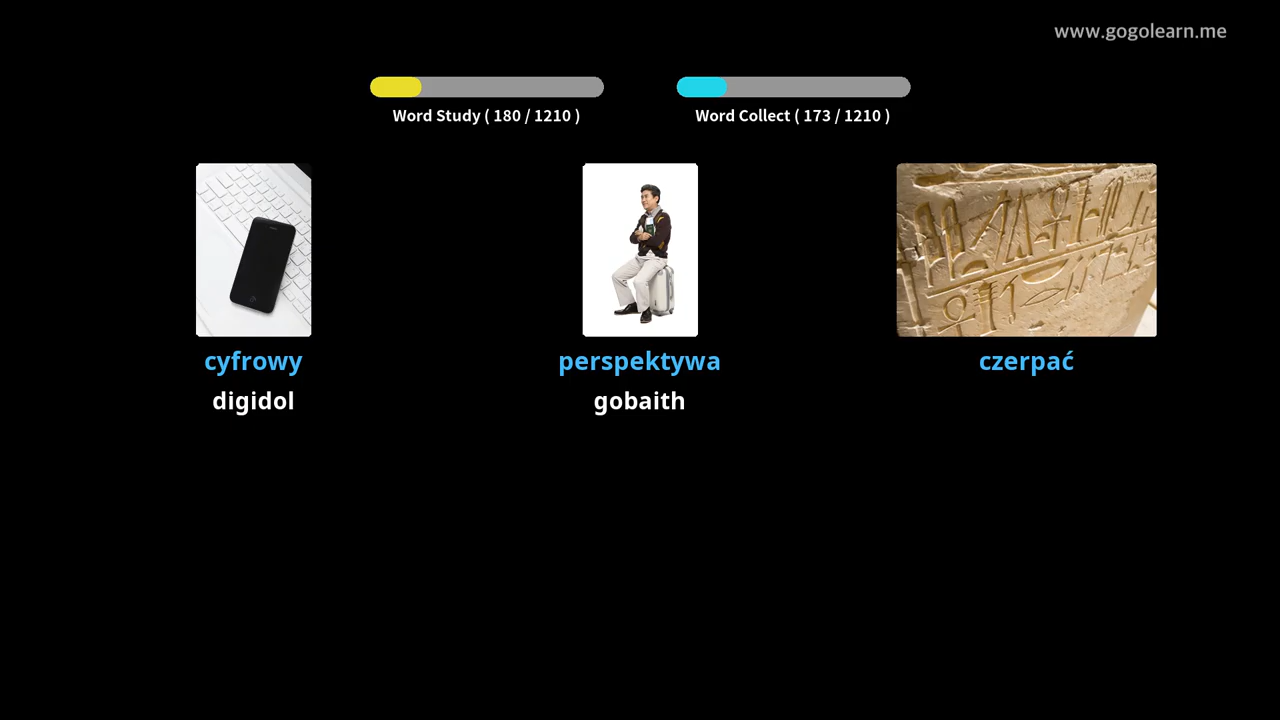 www.gogolearn.me
Word Study ( 180 / 1210 )
Word Collect ( 173 / 1210 )
cyfrowy
digidol
perspektywa
gobaith
czerpać